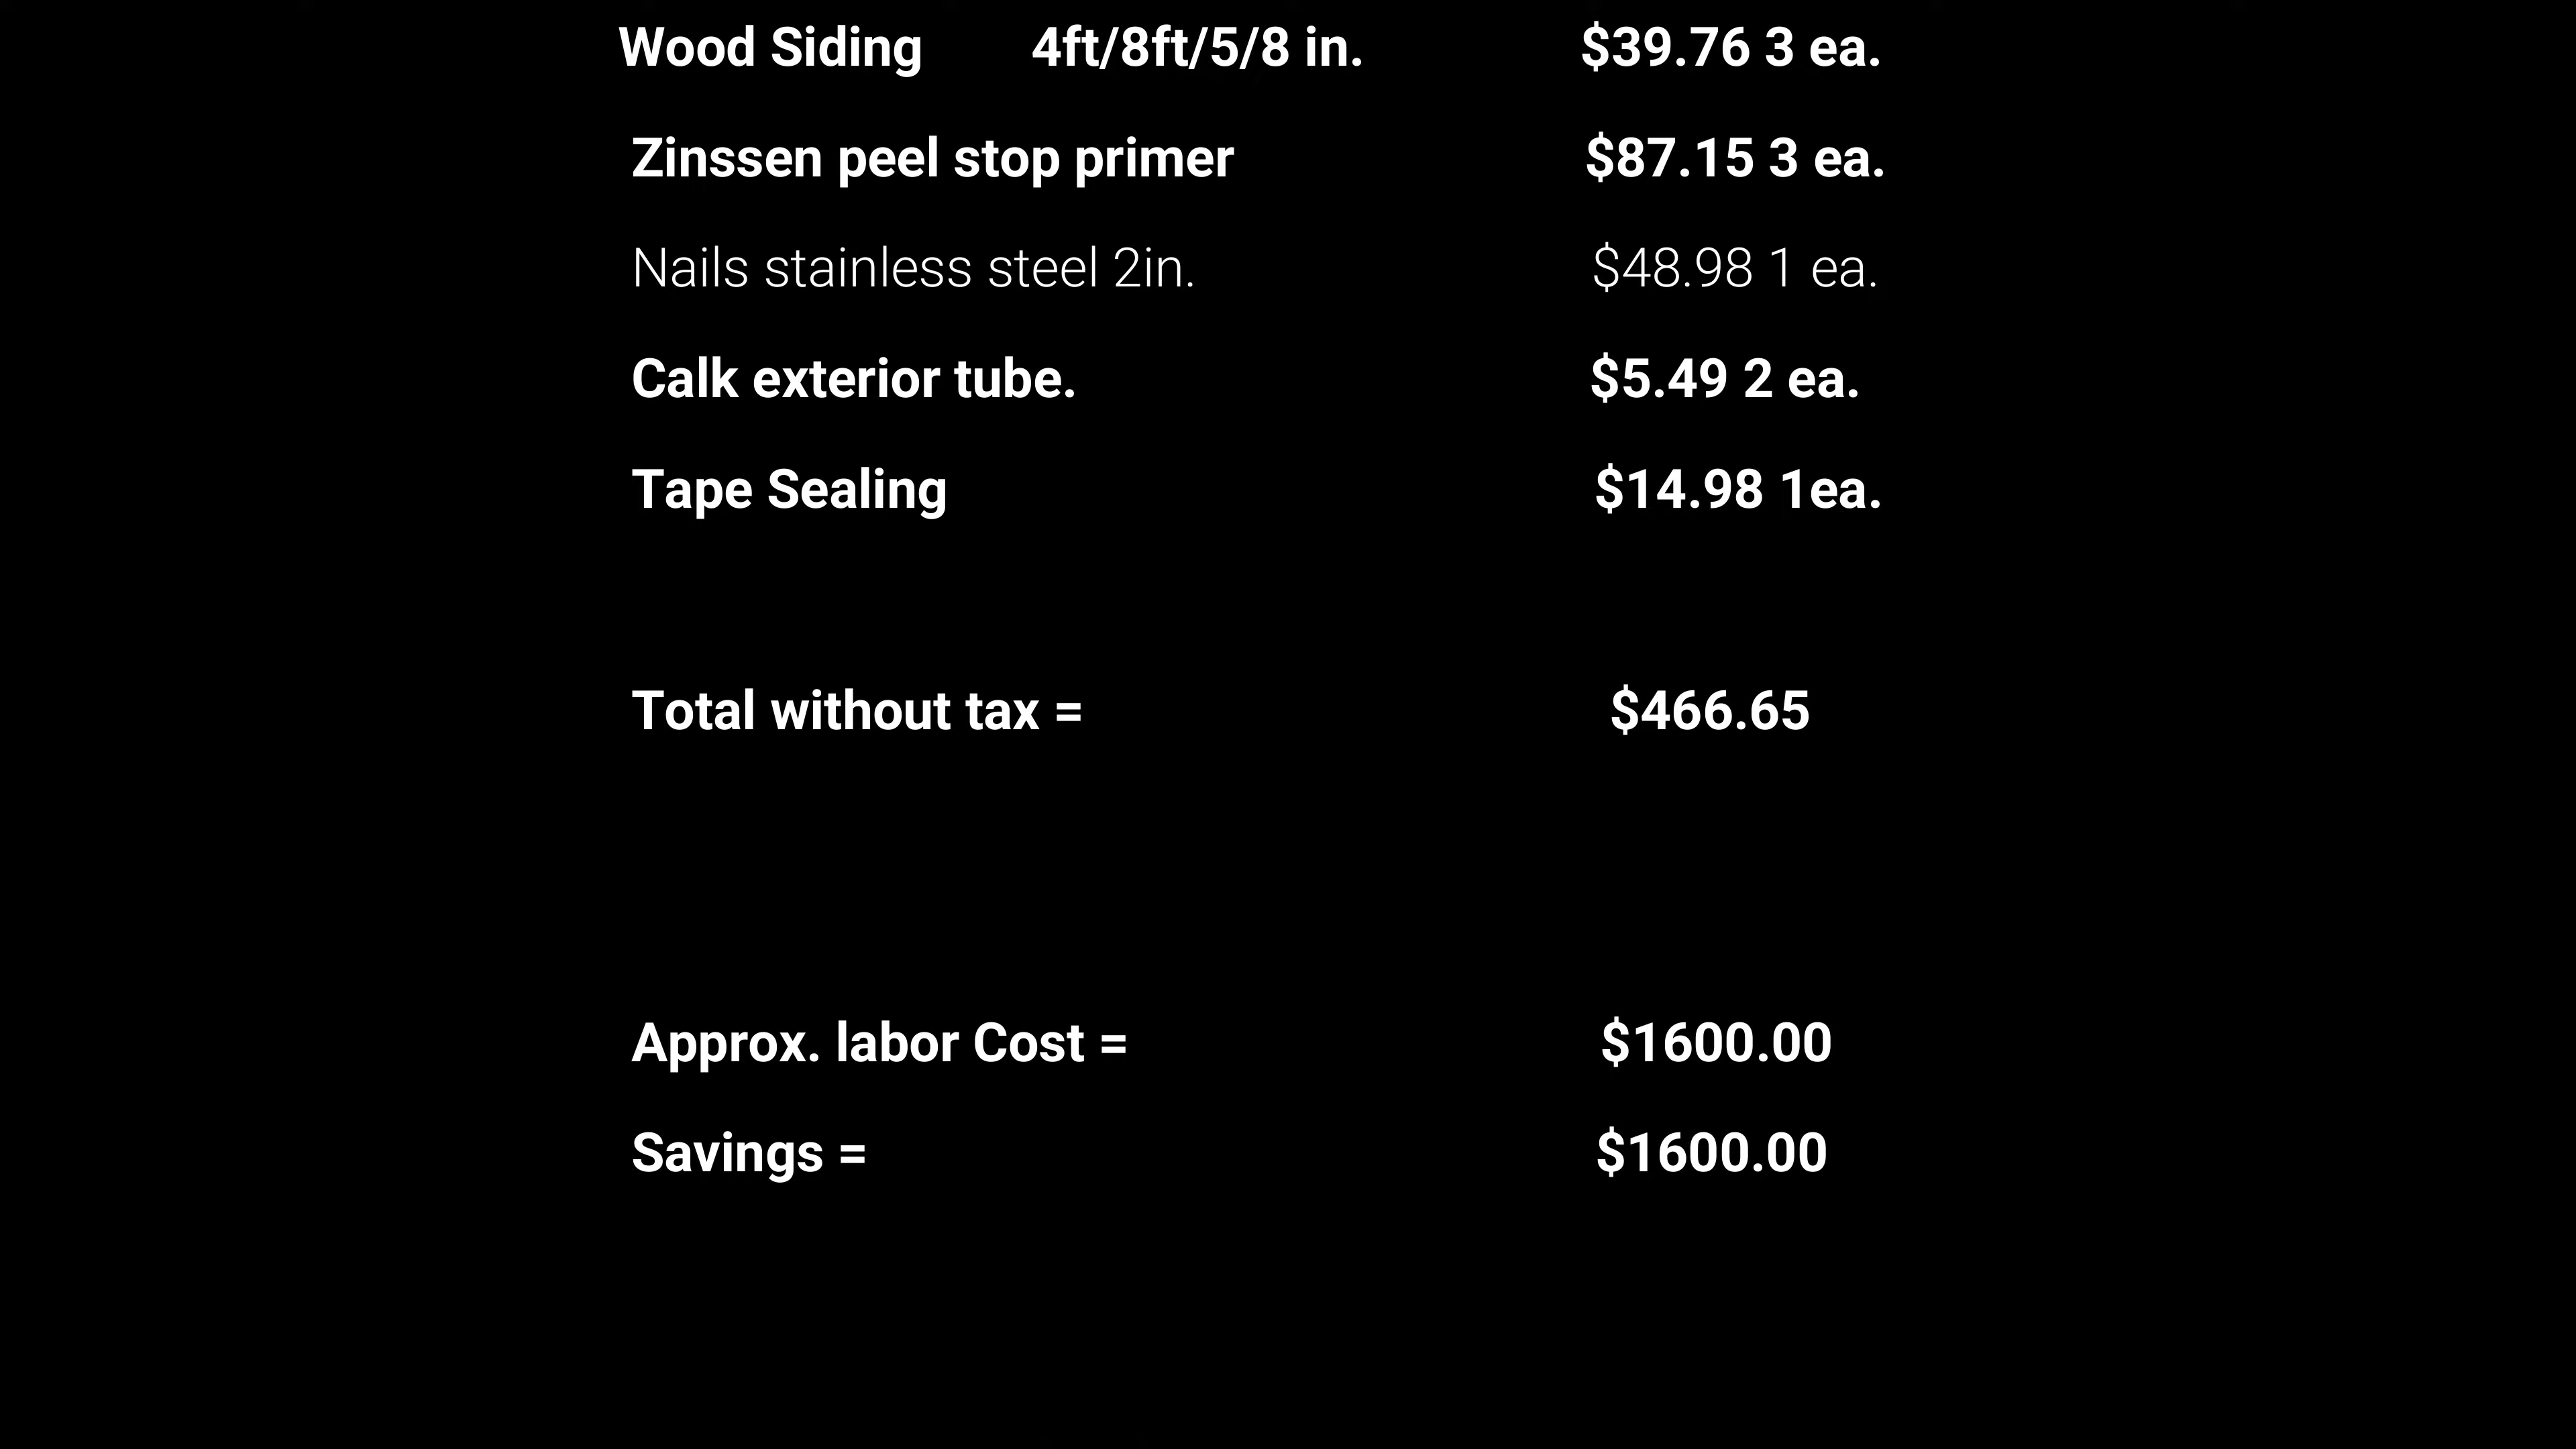 Wood Siding 4ft/8ft/5/8 in. $39.76 3 ea.
Zinssen peel stop primer $87.15 3 ea.
Nails stainless steel 2in. $48.98 1 ea.
Calk exterior tube. $5.49 2 ea.
Tape Sealing $14.98 1ea.
Total without tax = $466.65
Approx. labor Cost = $1600.00
Savings = $1600.00